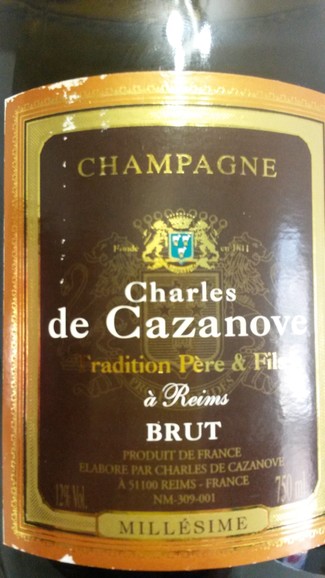 CHAMPAGNE
Fondé en 1811
Charles
de Cazanove
Tradition Père & Fils
à Reims
BRUT
PRODUIT DE FRANCE
ELABORE PAR CHARLES DE CAZANOVE
À 51100 REIMS - FRANCE
12% Vol. NM-309-001 750 ml
MILLÉSIME